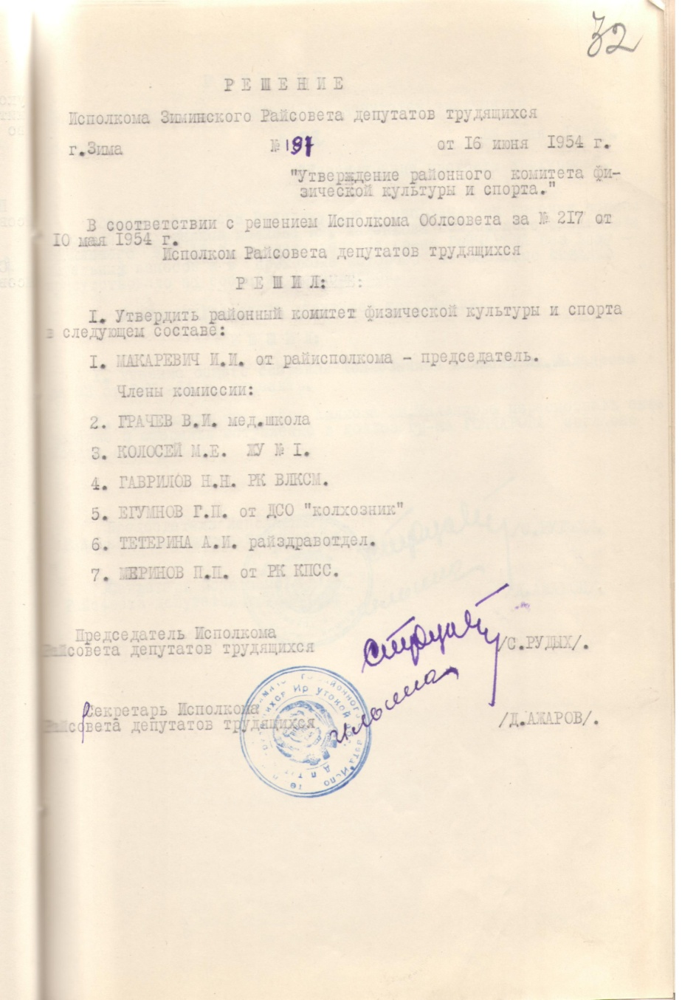 32
РЕШЕНИЕ
Исполкома Зиминского Райсовета депутатов трудящихся
г.Зима № 197 от 16 июня 1954 г.
"Утверждение районного комитета фи-
зической культуры и спорта."
В соответствии с решением Исполкома Облсовета за № 217 от
10 мая 1954 г.
Исполком Райсовета депутатов трудящихся
РЕШИЛ:
I. Утвердить районный комитет физической культуры и спорта
в следующем составе:
I. МАКАРЕВИЧ И.И. от райисполкома – председатель.
Члены комиссии:
2. ГРАЧЕВ В.И. мед.школа
3. КОЛОСЕЙ М.Е. ЖУ № I.
4. ГАВРИЛОВ Н.Н. РК ВЛКСМ.
5. ЕГУМНОВ Г.П. от ДСО "колхозник"
6. ТЕТЕРИНА А.И. райздравотдел.
7. МЕРИНОВ П.П. от РК КПСС.
Председатель Исполкома
Райсовета депутатов трудящихся /С.РУДЫХ/.
Секретарь Исполкома
Райсовета депутатов трудящихся /Д.АЖАРОВ/.